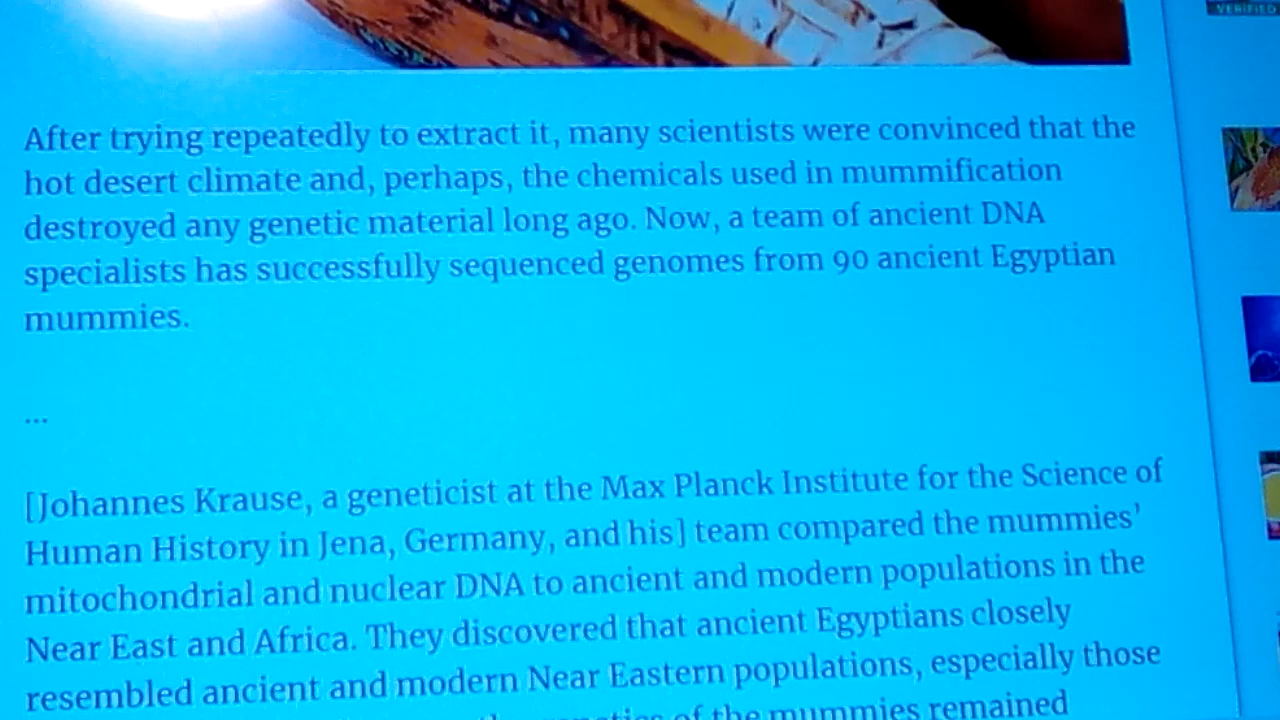 VERIFIED
After trying repeatedly to extract it, many scientists were convinced that the
hot desert climate and, perhaps, the chemicals used in mummification
destroyed any genetic material long ago. Now, a team of ancient DNA
specialists has successfully sequenced genomes from 90 ancient Egyptian
mummies.
...
[Johannes Krause, a geneticist at the Max Planck Institute for the Science of
Human History in Jena, Germany, and his] team compared the mummies’
mitochondrial and nuclear DNA to ancient and modern populations in the
Near East and Africa. They discovered that ancient Egyptians closely
resembled ancient and modern Near Eastern populations, especially those
the genetics of the mummies remained